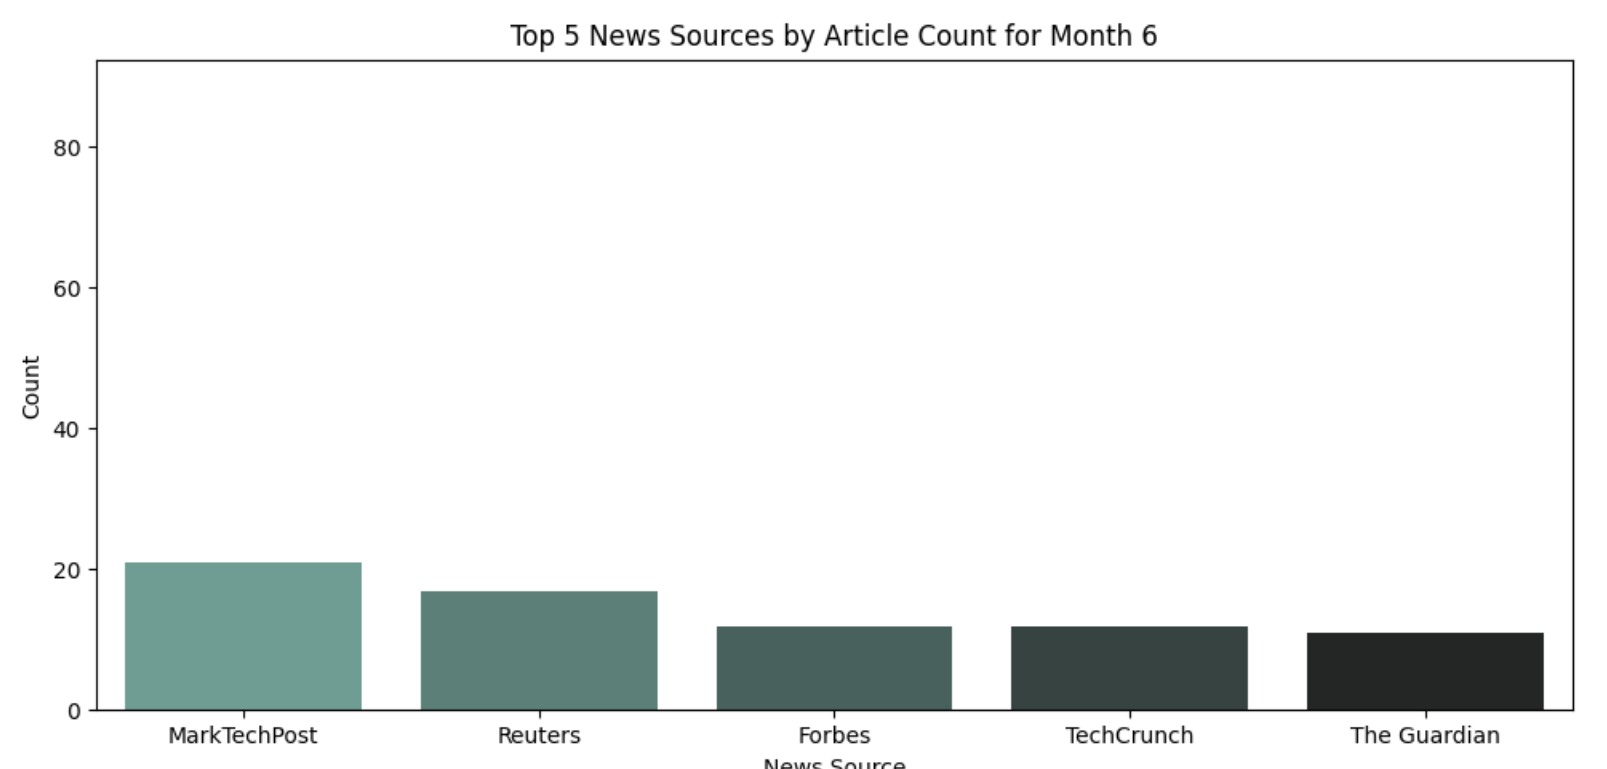 Top 5 News Sources by Article Count for Month 6
Count
80
60
40
20
0
MarkTechPost Reuters Forbes TechCrunch The Guardian
News Source